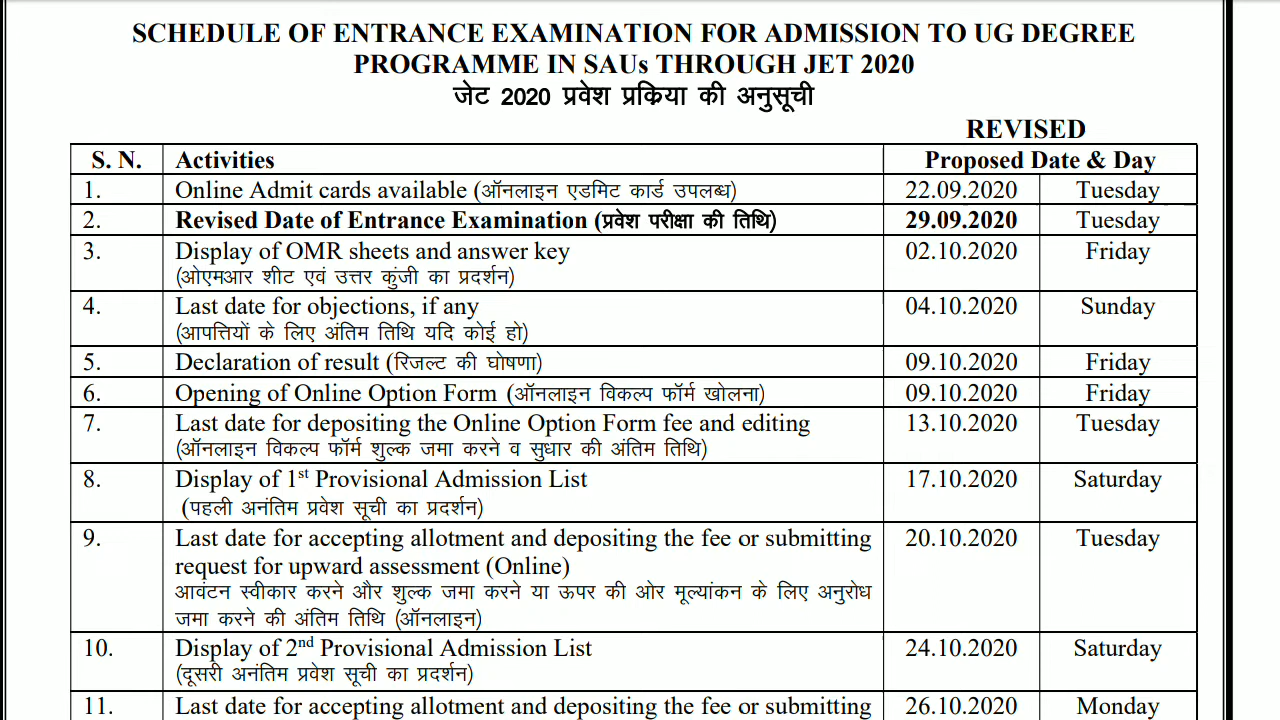 SCHEDULE OF ENTRANCE EXAMINATION FOR ADMISSION TO UG DEGREE
PROGRAMME IN SAUs THROUGH JET 2020
जेट 2020 प्रवेश प्रक्रिया की अनुसूची
REVISED
S. N. Activities Proposed Date & Day
1. Online Admit cards available (ऑनलाइन एडमिट कार्ड उपलब्ध) 22.09.2020 Tuesday
2. Revised Date of Entrance Examination (प्रवेश परीक्षा की तिथि) 29.09.2020 Tuesday
3. Display of OMR sheets and answer key 02.10.2020 Friday
(ओएमआर शीट एवं उत्तर कुंजी का प्रदर्शन)
4. Last date for objections, if any 04.10.2020 Sunday
(आपत्तियों के लिए अंतिम तिथि यदि कोई हो)
5. Declaration of result (रिजल्ट की घोषणा) 09.10.2020 Friday
6. Opening of Online Option Form (ऑनलाइन विकल्प फॉर्म खोलना) 09.10.2020 Friday
7. Last date for depositing the Online Option Form fee and editing 13.10.2020 Tuesday
(ऑनलाइन विकल्प फॉर्म शुल्क जमा करने व सुधार की अंतिम तिथि)
8. Display of 1st Provisional Admission List 17.10.2020 Saturday
(पहली अनंतिम प्रवेश सूची का प्रदर्शन)
9. Last date for accepting allotment and depositing the fee or submitting 20.10.2020 Tuesday
request for upward assessment (Online)
आवंटन स्वीकार करने और शुल्क जमा करने या ऊपर की ओर मूल्यांकन के लिए अनुरोध
जमा करने की अंतिम तिथि (ऑनलाइन)
10. Display of 2nd Provisional Admission List 24.10.2020 Saturday
(दूसरी अनंतिम प्रवेश सूची का प्रदर्शन)
11. Last date for accepting allotment and depositing the fee or submitting 26.10.2020 Monday